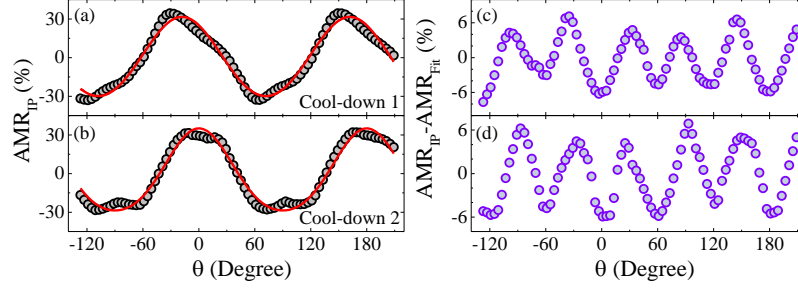 (a)
Cool-down 1
(b)
Cool-down 2
30
0
-30
30
0
-30
AMR_IP (%)
-120 -60 0 60 120 180
θ (Degree)
(c)
(d)
6
0
-6
6
0
-6
AMR_IP-AMR_Fit (%)
-120 -60 0 60 120 180
θ (Degree)